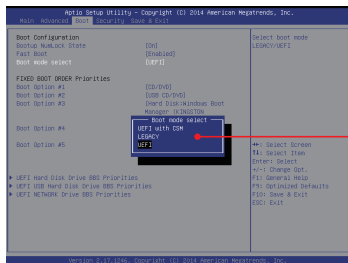 Aptio Setup Utility - Copyright (C) 2014 American Megatrends, Inc.
Main Advanced Boot Security Save & Exit
Boot Configuration
Bootup NumLock State [On]
Fast Boot [Enabled]
Boot mode select [UEFI]
FIXED BOOT ORDER Priorities
Boot Option #1 [CD/DVD]
Boot Option #2 [USB CD/DVD]
Boot Option #3 [Hard Disk:Windows Boot
Manager (KINGSTON
Boot mode select
UEFI with CSM
LEGACY
UEFI
Boot Option #4
Boot Option #5
UEFI Hard Disk Drive BBS Priorities
UEFI USB Hard Disk Drive BBS Priorities
UEFI NETWORK Drive BBS Priorities
Select boot mode
LEGACY/UEFI
→←: Select Screen
↑↓: Select Item
Enter: Select
+/-: Change Opt.
F1: General Help
F9: Optimized Defaults
F10: Save & Exit
ESC: Exit
Version 2.17.1246. Copyright (C) 2014 American Megatrends, Inc.